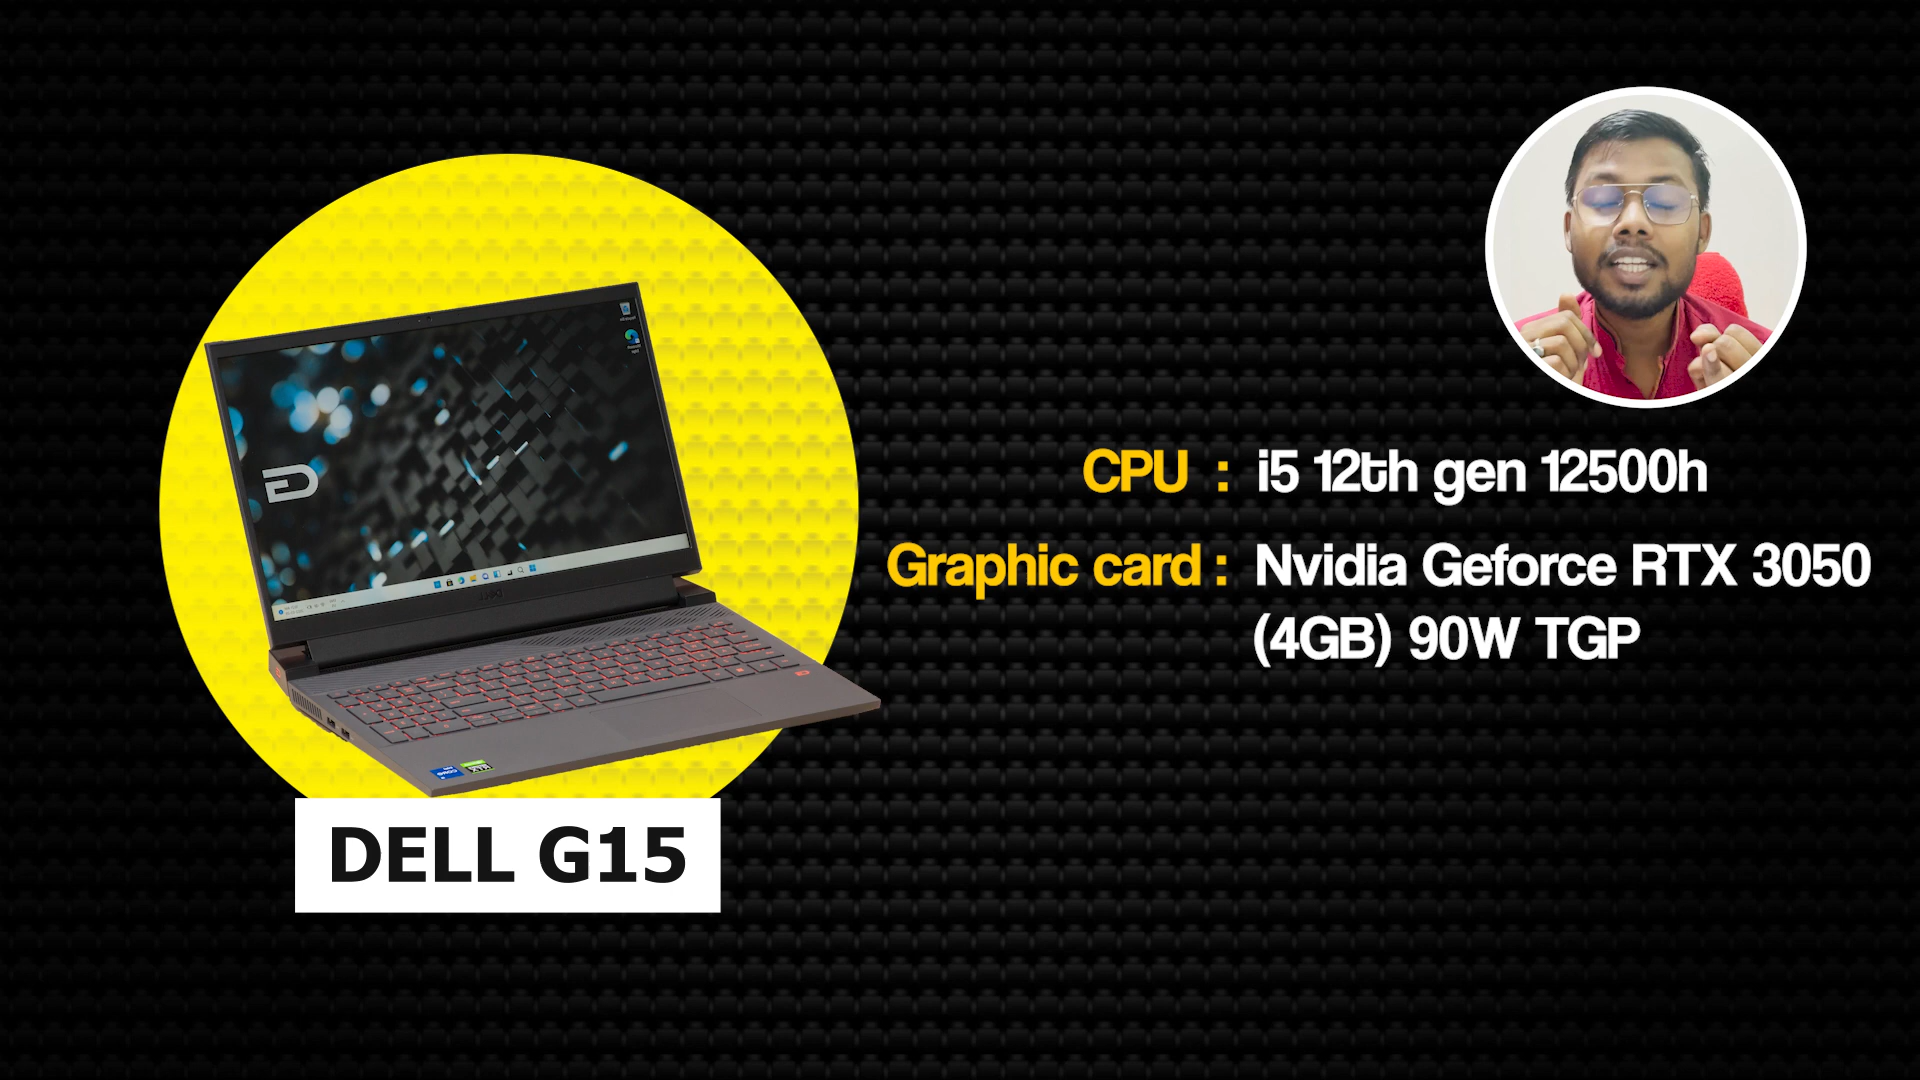 CPU : i5 12th gen 12500h
Graphic card : Nvidia Geforce RTX 3050
(4GB) 90W TGP
DELL G15